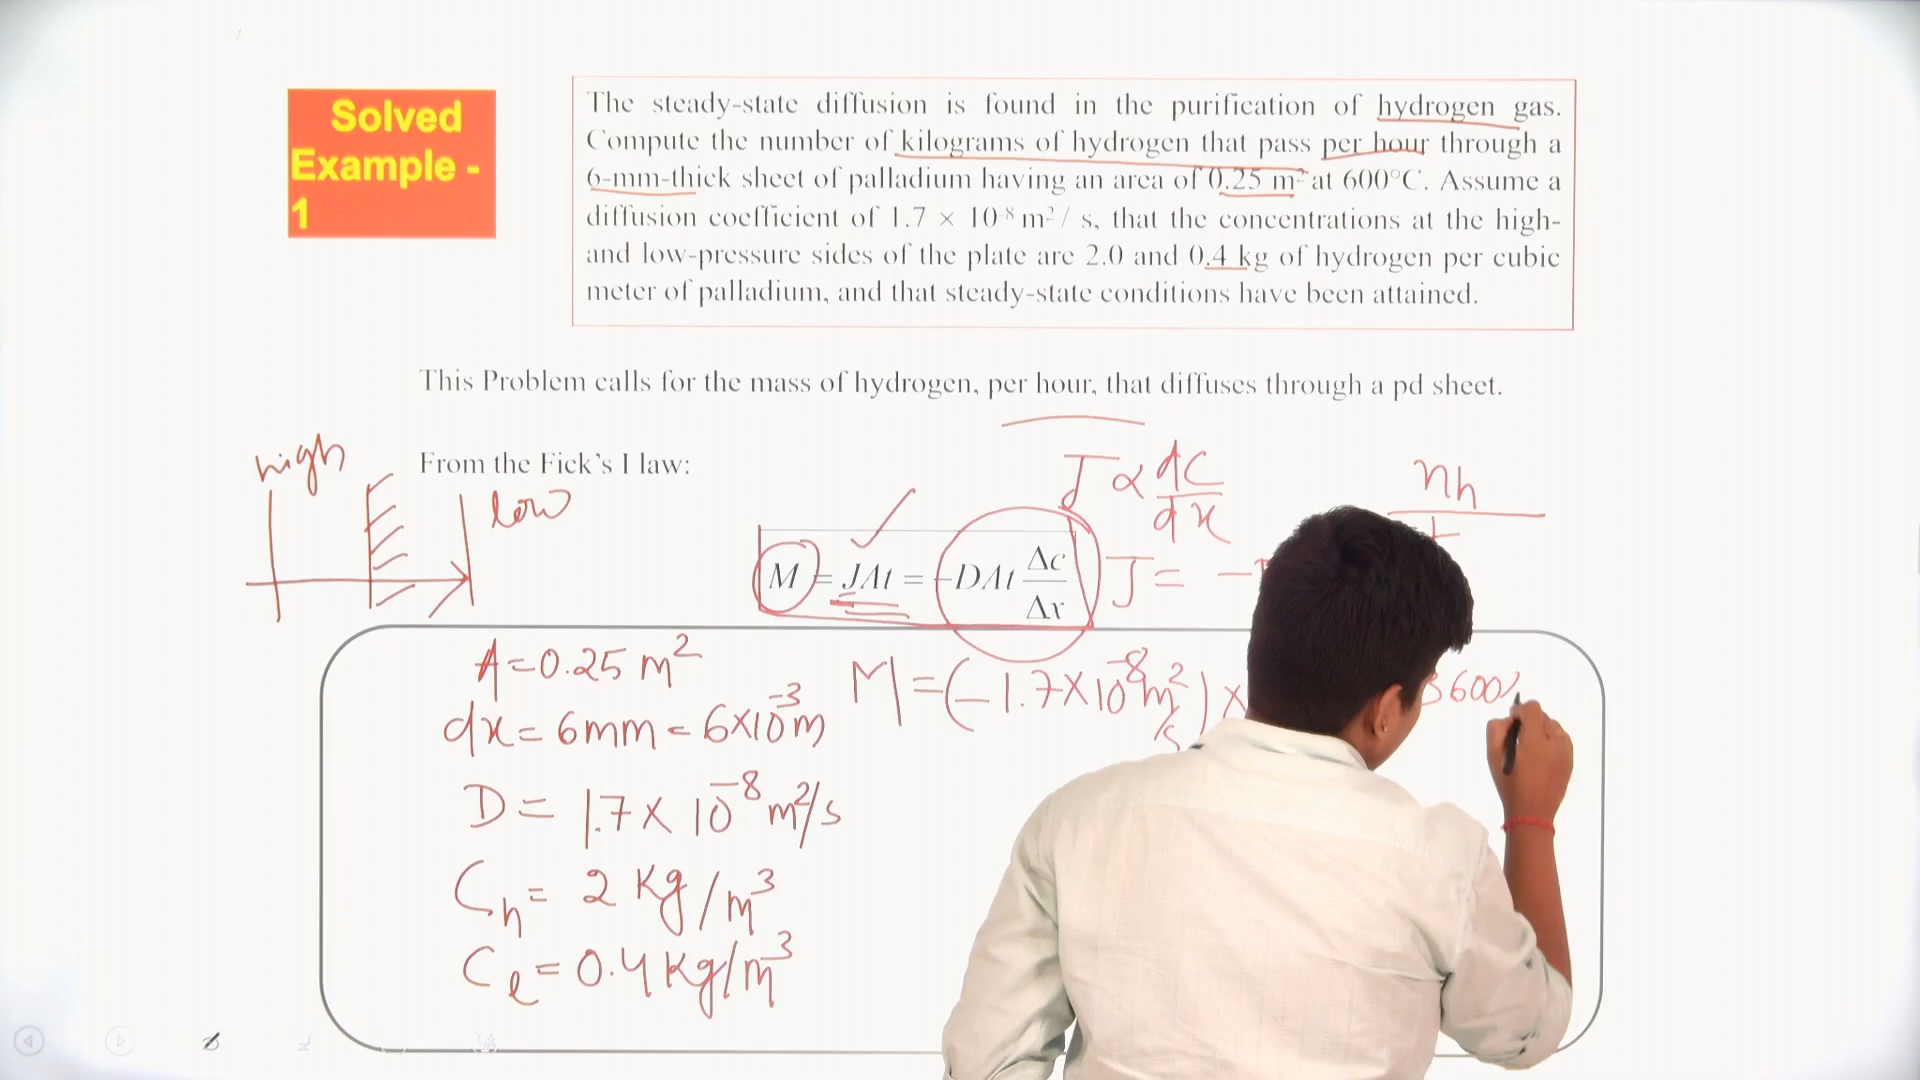 Solved
Example -
1
The steady-state diffusion is found in the purification of hydrogen gas.
Compute the number of kilograms of hydrogen that pass per hour through a
6-mm-thick sheet of palladium having an area of 0.25 m² at 600°C. Assume a
diffusion coefficient of 1.7 × 10⁻⁸ m² / s, that the concentrations at the high-
and low-pressure sides of the plate are 2.0 and 0.4 kg of hydrogen per cubic
meter of palladium, and that steady-state conditions have been attained.
This Problem calls for the mass of hydrogen, per hour, that diffuses through a pd sheet.
high
From the Fick's I law:
low
J ∝ dC/dx
M = JAt = -DAt Δc/Δx
J = -
A=0.25 m²
dx = 6mm = 6×10⁻³m
D = 1.7 × 10⁻⁸ m²/s
Ch = 2 Kg/m³
Cl = 0.4 Kg/m³
M = (-1.7×10⁻⁸ m²/s) ×
3600